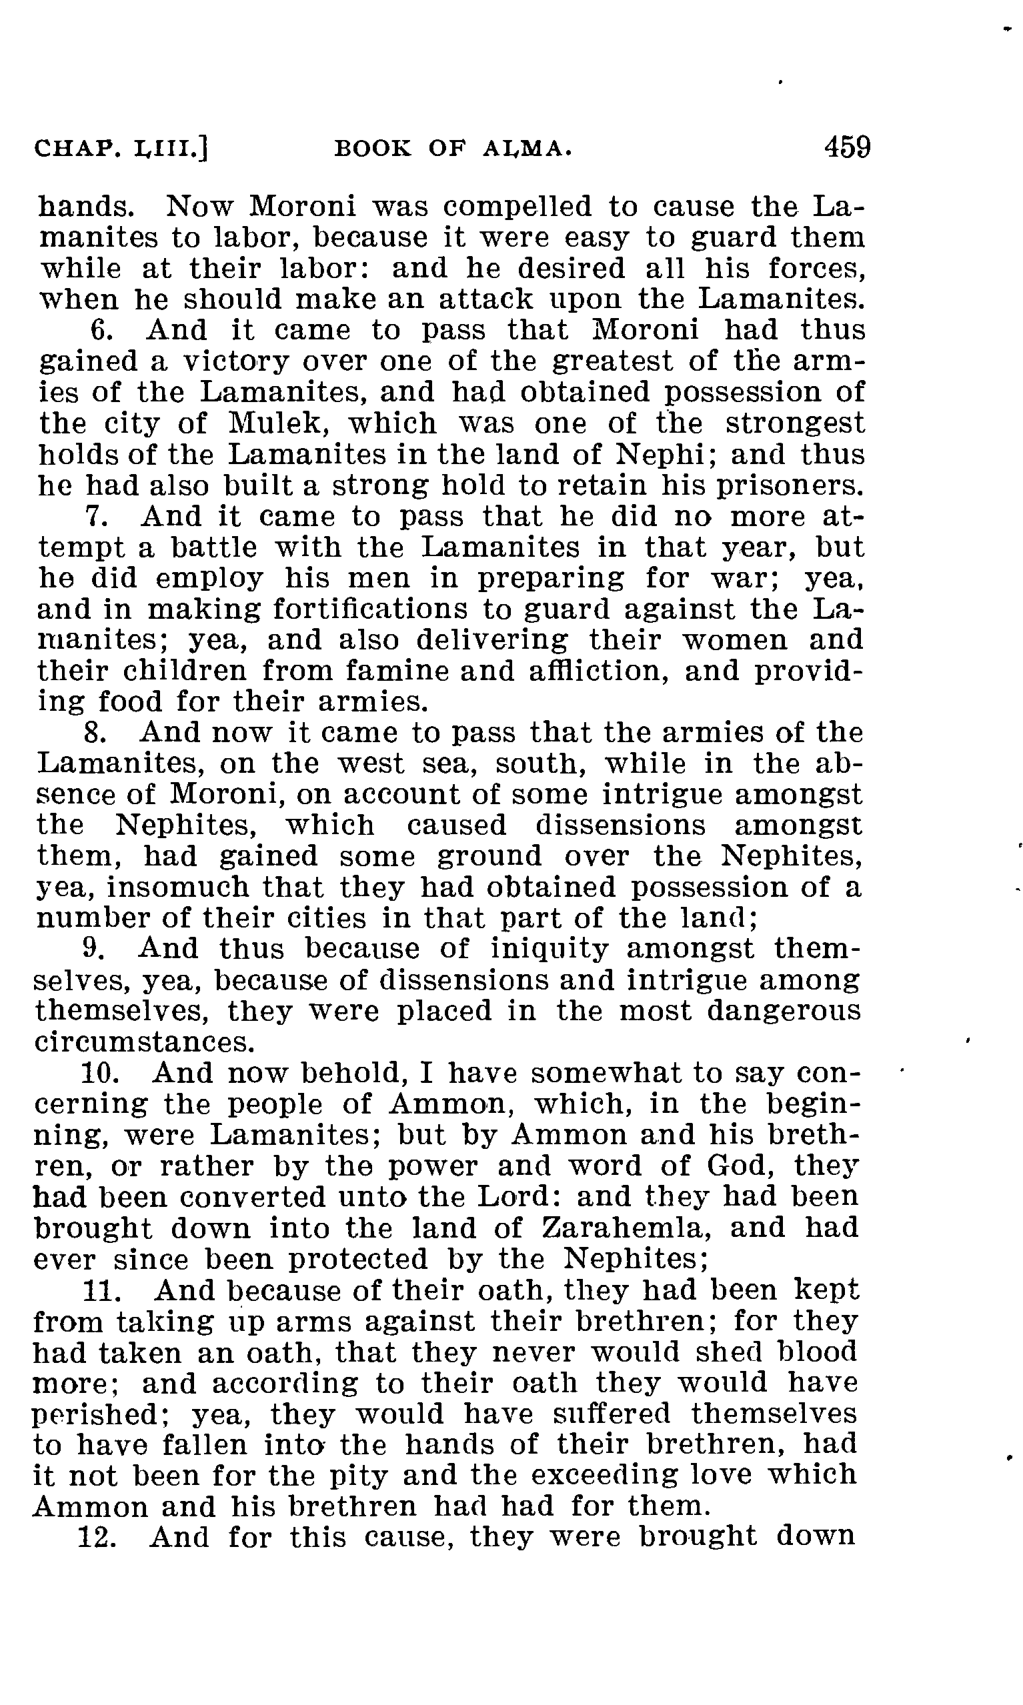 CHAP. LIII.] BOOK OF ALMA. 459
hands. Now Moroni was compelled to cause the La-
manites to labor, because it were easy to guard them
while at their labor: and he desired all his forces,
when he should make an attack upon the Lamanites.
6. And it came to pass that Moroni had thus
gained a victory over one of the greatest of the arm-
ies of the Lamanites, and had obtained possession of
the city of Mulek, which was one of the strongest
holds of the Lamanites in the land of Nephi; and thus
he had also built a strong hold to retain his prisoners.
7. And it came to pass that he did no more at-
tempt a battle with the Lamanites in that year, but
he did employ his men in preparing for war; yea,
and in making fortifications to guard against the La-
manites; yea, and also delivering their women and
their children from famine and affliction, and provid-
ing food for their armies.
8. And now it came to pass that the armies of the
Lamanites, on the west sea, south, while in the ab-
sence of Moroni, on account of some intrigue amongst
the Nephites, which caused dissensions amongst
them, had gained some ground over the Nephites,
yea, insomuch that they had obtained possession of a
number of their cities in that part of the land;
9. And thus because of iniquity amongst them-
selves, yea, because of dissensions and intrigue among
themselves, they were placed in the most dangerous
circumstances.
10. And now behold, I have somewhat to say con-
cerning the people of Ammon, which, in the begin-
ning, were Lamanites; but by Ammon and his breth-
ren, or rather by the power and word of God, they
had been converted unto the Lord: and they had been
brought down into the land of Zarahemla, and had
ever since been protected by the Nephites;
11. And because of their oath, they had been kept
from taking up arms against their brethren; for they
had taken an oath, that they never would shed blood
more; and according to their oath they would have
perished; yea, they would have suffered themselves
to have fallen into the hands of their brethren, had
it not been for the pity and the exceeding love which
Ammon and his brethren had had for them.
12. And for this cause, they were brought down